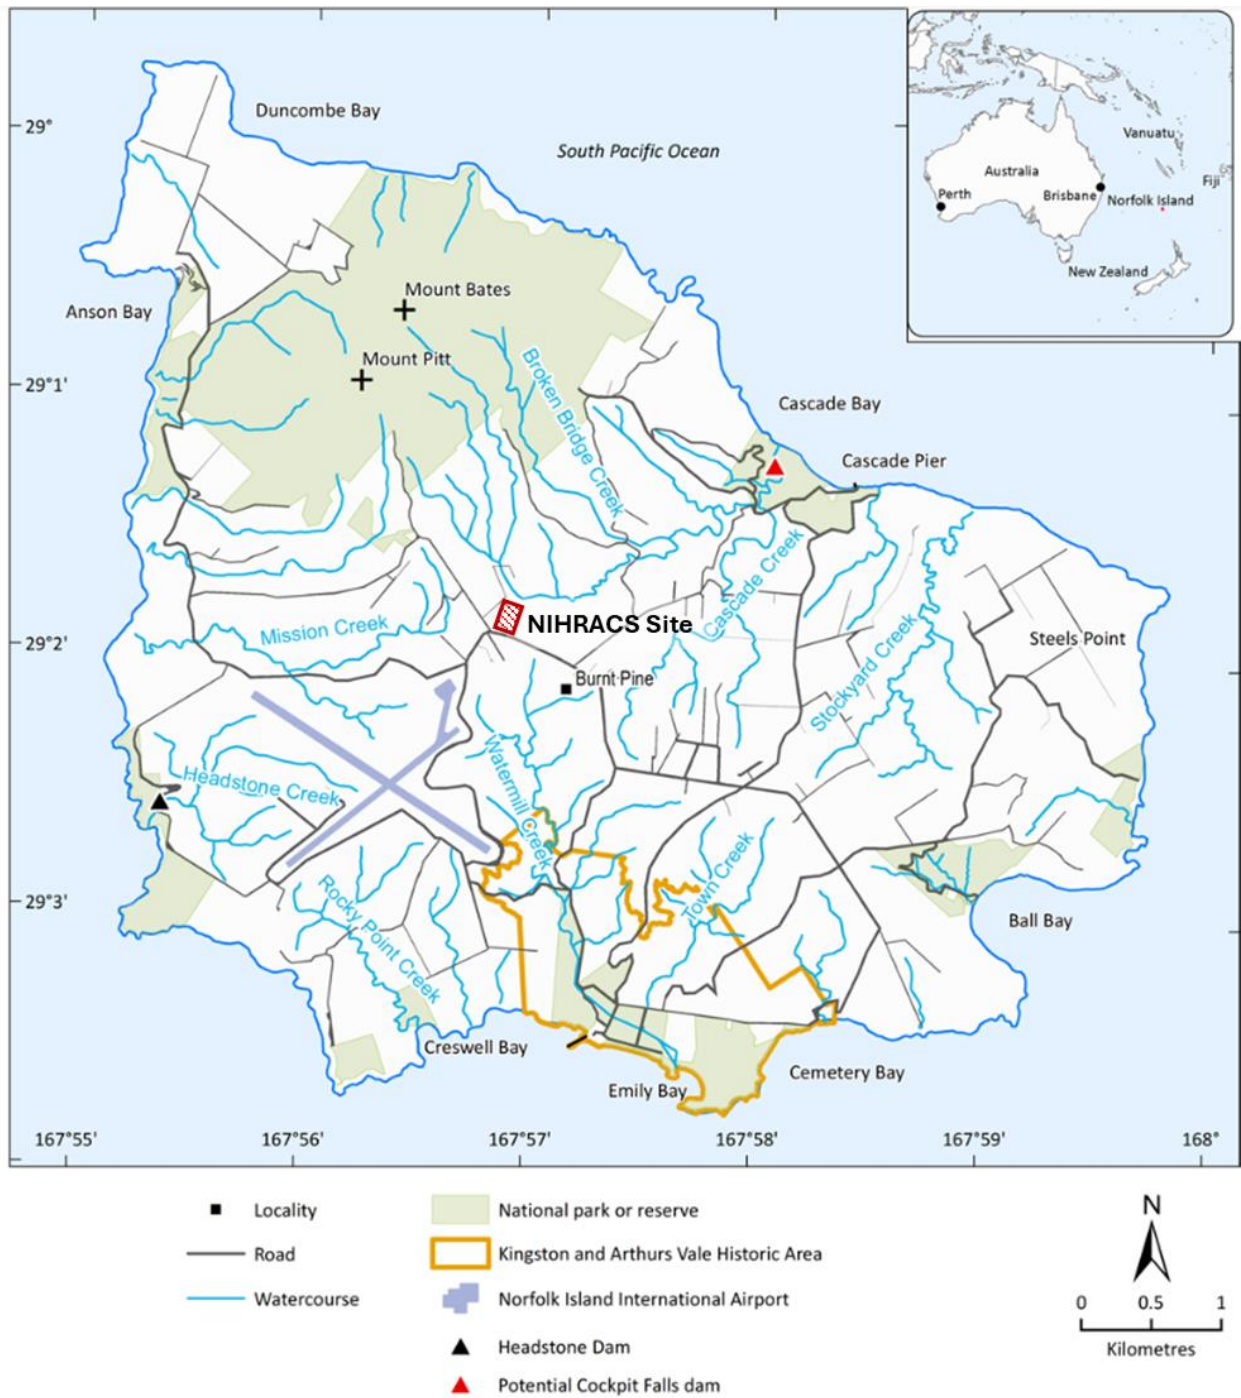 Duncombe Bay
South Pacific Ocean
29°
Vanuatu
Australia
Fiji
Perth
Brisbane
Norfolk Island
New Zealand
Anson Bay
Mount Bates
Mount Pitt
29°1'
Broken Bridge Creek
Cascade Bay
Cascade Pier
Cascade Creek
NIHRACS Site
Mission Creek
29°2'
Burnt Pine
Stockyard Creek
Steels Point
Headstone Creek
Watermill Creek
Town Creek
Rocky Point Creek
29°3'
Ball Bay
Creswell Bay
Emily Bay
Cemetery Bay
167°55'
167°56'
167°57'
167°58'
167°59'
168°
Locality
Road
Watercourse
National park or reserve
Kingston and Arthurs Vale Historic Area
Norfolk Island International Airport
Headstone Dam
Potential Cockpit Falls dam
N
0 0.5 1
Kilometres